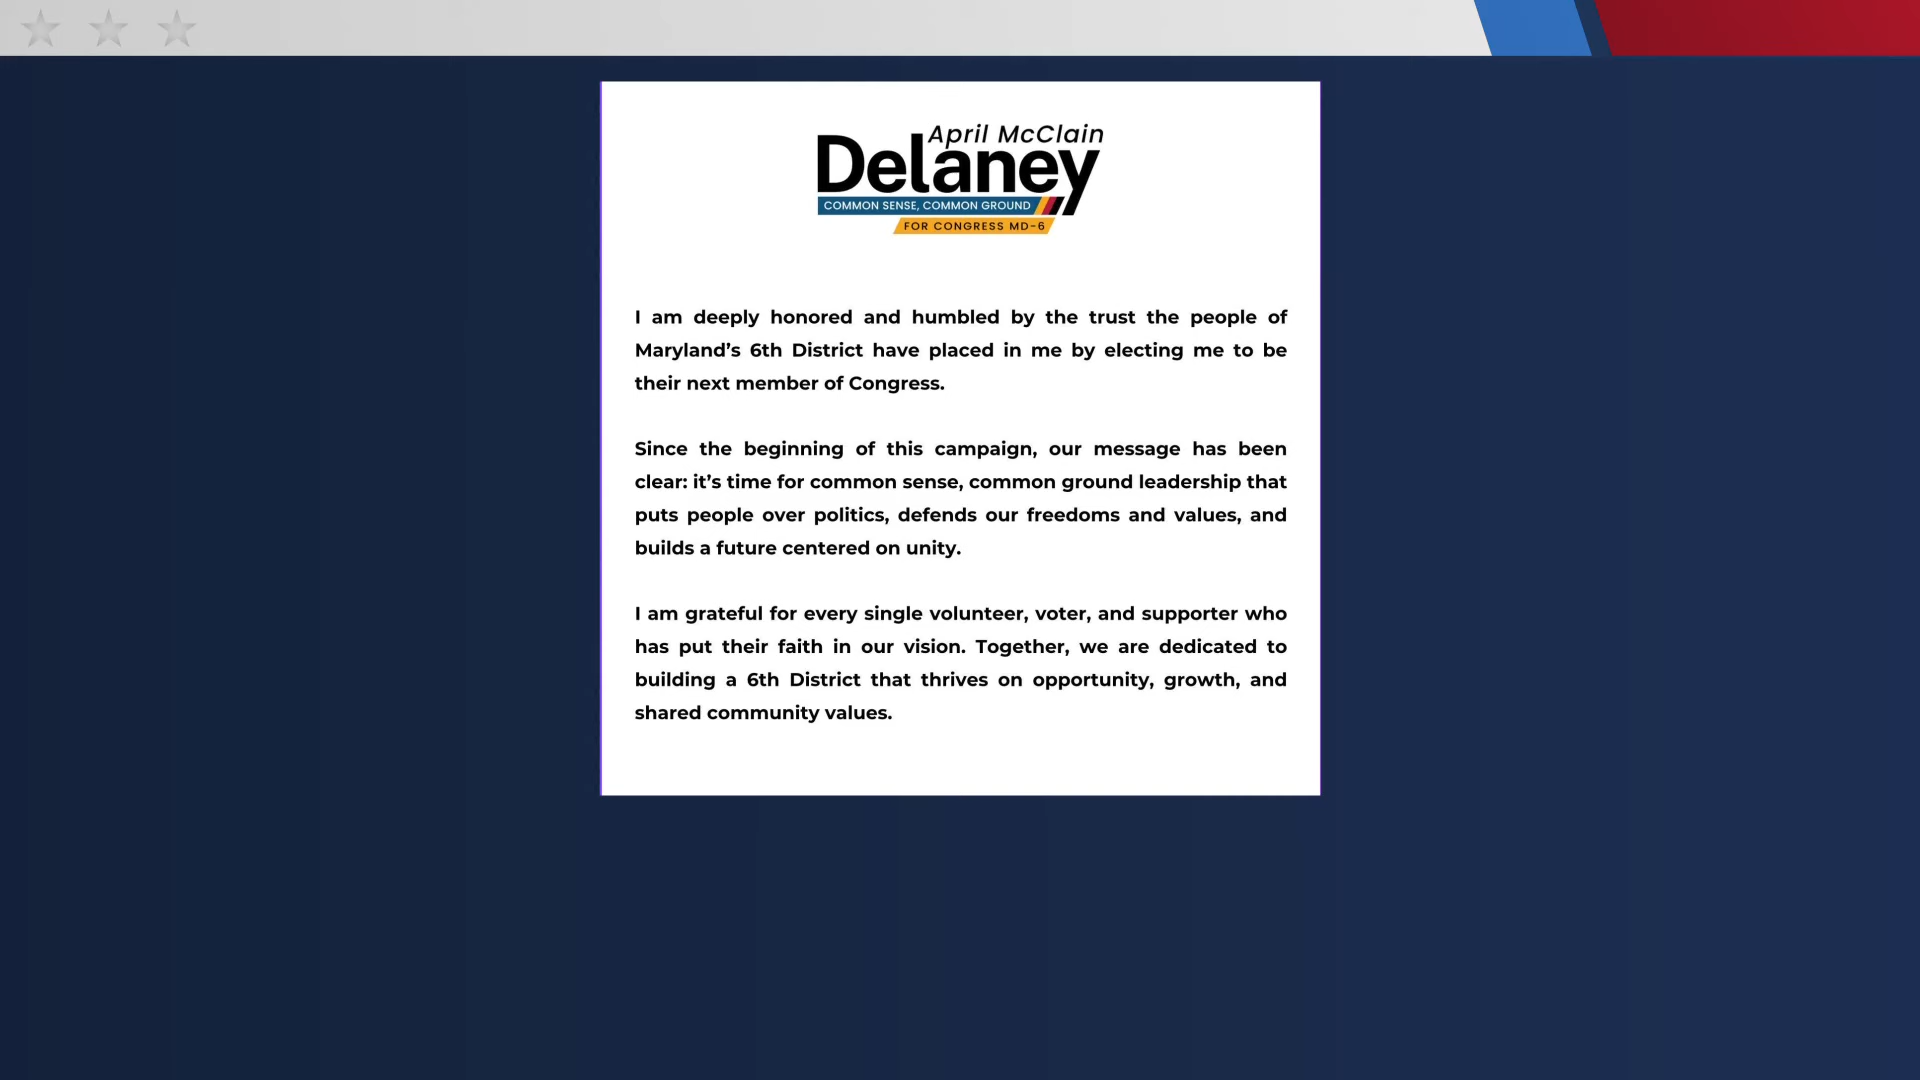 April McClain
Delaney
COMMON SENSE, COMMON GROUND
FOR CONGRESS MD-6
I am deeply honored and humbled by the trust the people of
Maryland’s 6th District have placed in me by electing me to be
their next member of Congress.
Since the beginning of this campaign, our message has been
clear: it’s time for common sense, common ground leadership that
puts people over politics, defends our freedoms and values, and
builds a future centered on unity.
I am grateful for every single volunteer, voter, and supporter who
has put their faith in our vision. Together, we are dedicated to
building a 6th District that thrives on opportunity, growth, and
shared community values.